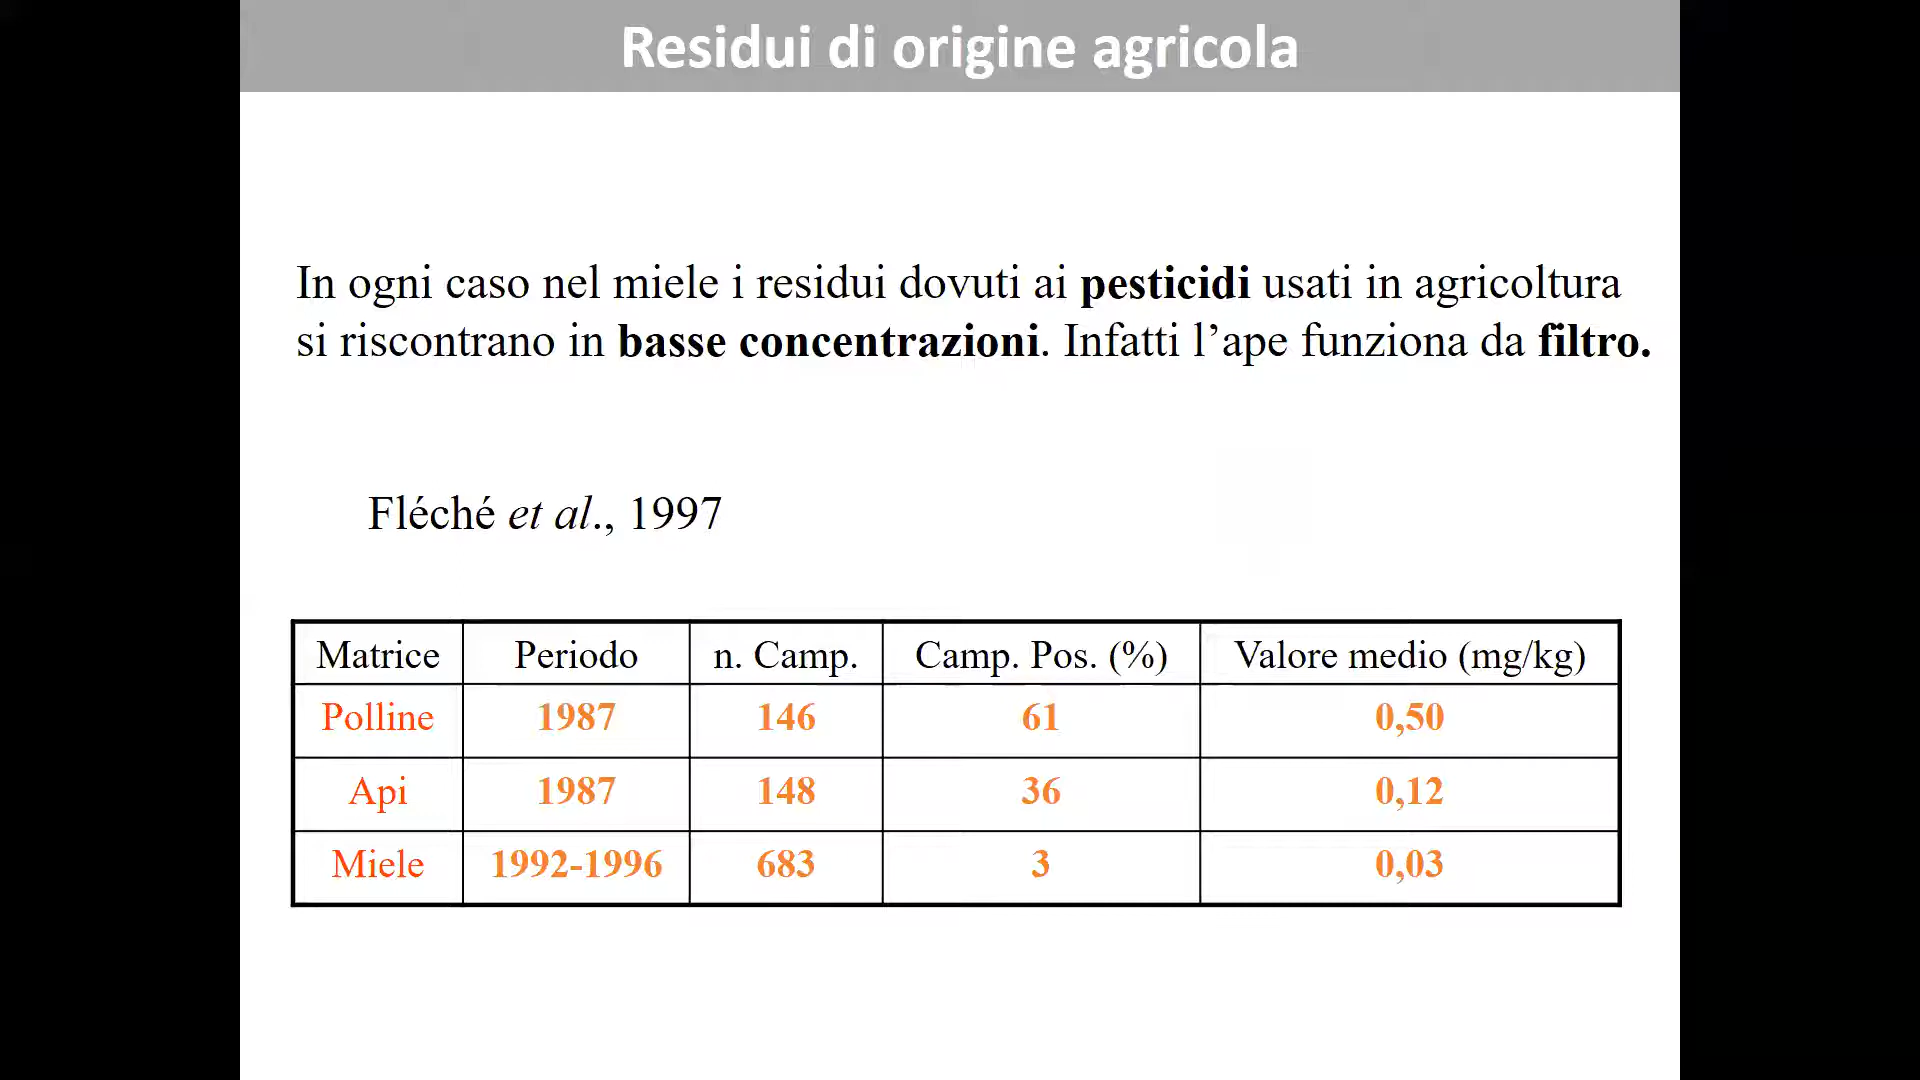 Residui di origine agricola
In ogni caso nel miele i residui dovuti ai pesticidi usati in agricoltura
si riscontrano in basse concentrazioni. Infatti l’ape funziona da filtro.
Fléché et al., 1997
Matrice Periodo n. Camp. Camp. Pos. (%) Valore medio (mg/kg)
Polline 1987 146 61 0,50
Api 1987 148 36 0,12
Miele 1992-1996 683 3 0,03